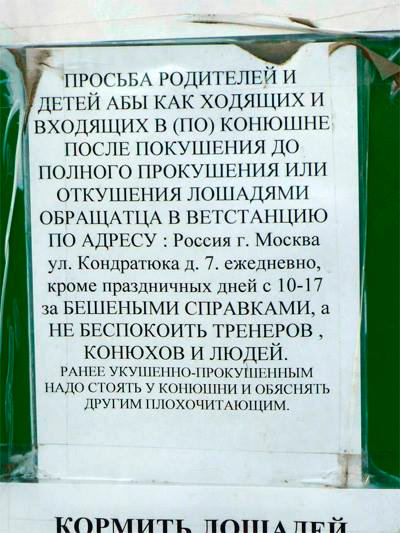 ПРОСЬБА РОДИТЕЛЕЙ И
ДЕТЕЙ АБЫ КАК ХОДЯЩИХ И
ВХОДЯЩИХ В (ПО) КОНЮШНЕ
ПОСЛЕ ПОКУШЕНИЯ ДО
ПОЛНОГО ПРОКУШЕНИЯ ИЛИ
ОТКУШЕНИЯ ЛОШАДЯМИ
ОБРАЩАТЦА В ВЕТСТАНЦИЮ
ПО АДРЕСУ : Россия г. Москва
ул. Кондратюка д. 7. ежедневно,
кроме праздничных дней с 10-17
за БЕШЕНЫМИ СПРАВКАМИ, а
НЕ БЕСПОКОИТЬ ТРЕНЕРОВ ,
КОНЮХОВ И ЛЮДЕЙ.
РАНЕЕ УКУШЕННО-ПРОКУШЕННЫМ
НАДО СТОЯТЬ У КОНЮШНИ И ОБЯСНЯТЬ
ДРУГИМ ПЛОХОЧИТАЮЩИМ.
КОРМИТЬ ЛОШАДЕЙ